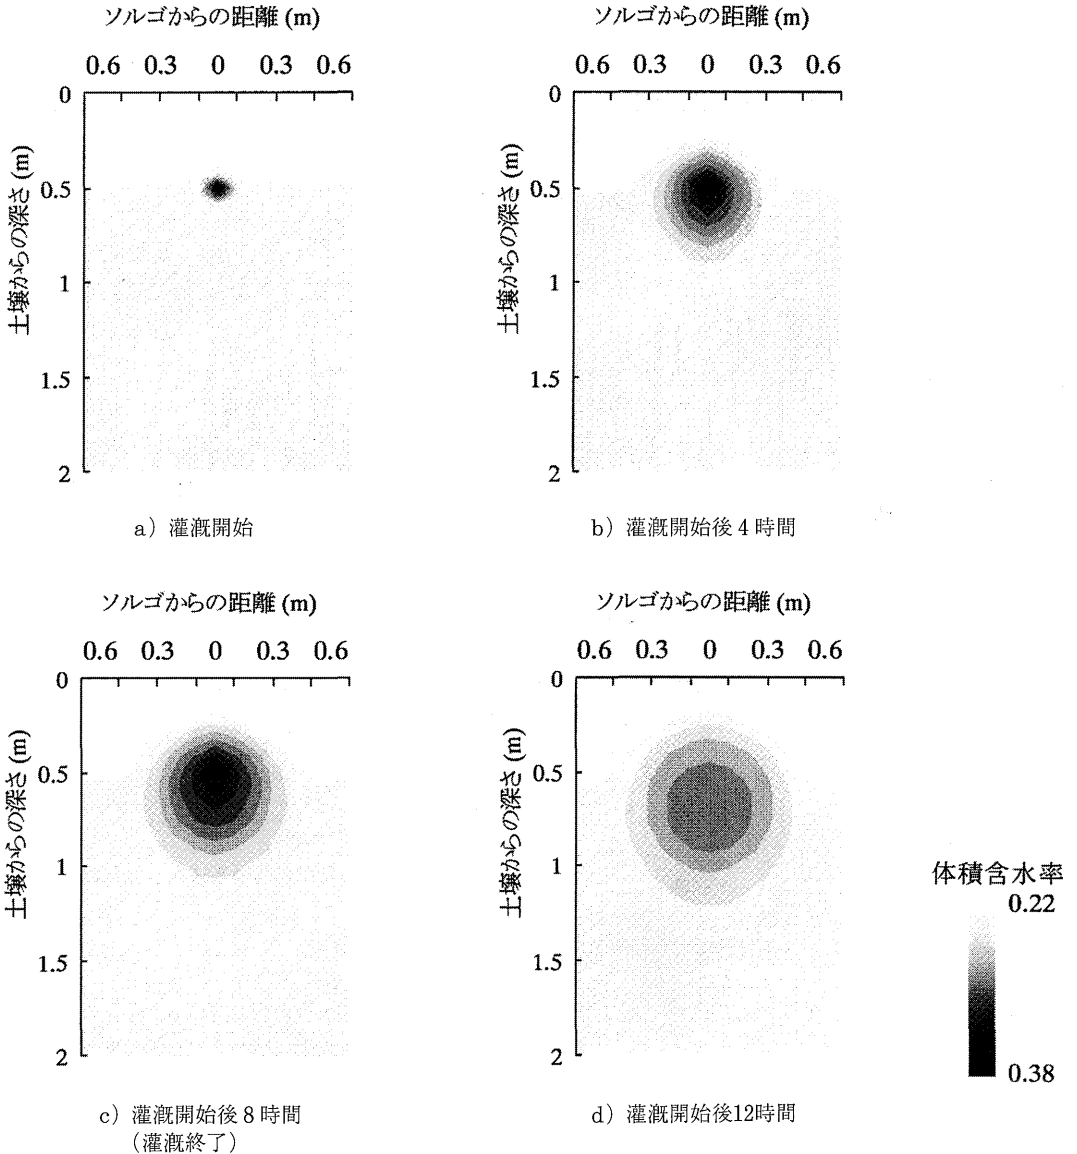 ソルゴからの距離 (m)
0.6 0.3 0 0.3 0.6
土壌からの深さ (m)
0
0.5
1
1.5
2
a) 灌漑開始
ソルゴからの距離 (m)
0.6 0.3 0 0.3 0.6
土壌からの深さ (m)
0
0.5
1
1.5
2
b) 灌漑開始後 4 時間
ソルゴからの距離 (m)
0.6 0.3 0 0.3 0.6
土壌からの深さ (m)
0
0.5
1
1.5
2
c) 灌漑開始後 8 時間
(灌漑終了)
ソルゴからの距離 (m)
0.6 0.3 0 0.3 0.6
土壌からの深さ (m)
0
0.5
1
1.5
2
d) 灌漑開始後12時間
体積含水率
0.22
0.38